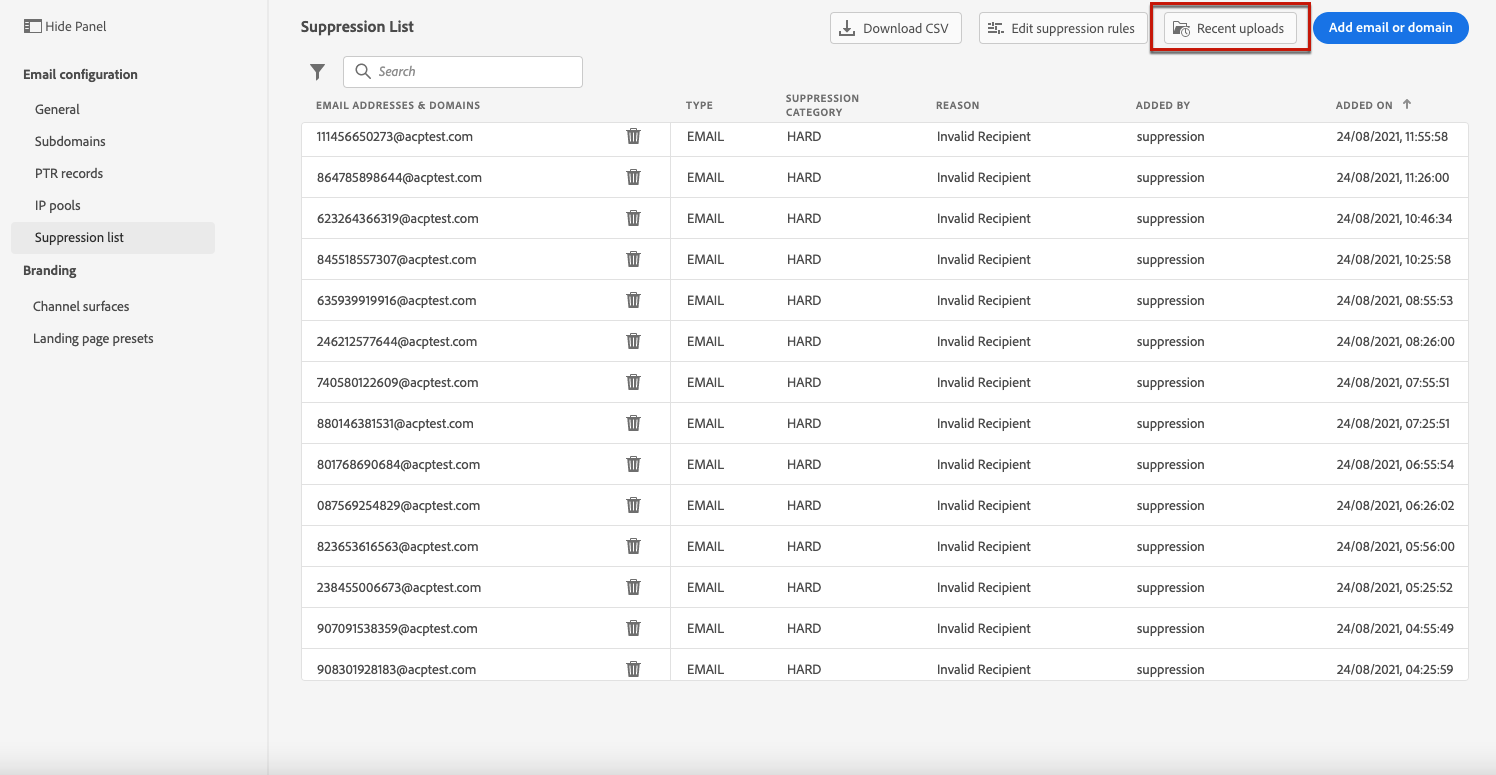 Hide Panel
Email configuration
General
Subdomains
PTR records
IP pools
Suppression list
Branding
Channel surfaces
Landing page presets
Suppression List
Download CSV
Edit suppression rules
Recent uploads
Add email or domain
Search
EMAIL ADDRESSES & DOMAINS TYPE SUPPRESSION CATEGORY REASON ADDED BY ADDED ON
111456650273@acptest.com EMAIL HARD Invalid Recipient suppression 24/08/2021, 11:55:58
864785898644@acptest.com EMAIL HARD Invalid Recipient suppression 24/08/2021, 11:26:00
623264366319@acptest.com EMAIL HARD Invalid Recipient suppression 24/08/2021, 10:46:34
845518557307@acptest.com EMAIL HARD Invalid Recipient suppression 24/08/2021, 10:25:58
635939919916@acptest.com EMAIL HARD Invalid Recipient suppression 24/08/2021, 08:55:53
246212577644@acptest.com EMAIL HARD Invalid Recipient suppression 24/08/2021, 08:26:00
740580122609@acptest.com EMAIL HARD Invalid Recipient suppression 24/08/2021, 07:55:51
880146381531@acptest.com EMAIL HARD Invalid Recipient suppression 24/08/2021, 07:25:51
801768690684@acptest.com EMAIL HARD Invalid Recipient suppression 24/08/2021, 06:55:54
087569254829@acptest.com EMAIL HARD Invalid Recipient suppression 24/08/2021, 06:26:02
823653616563@acptest.com EMAIL HARD Invalid Recipient suppression 24/08/2021, 05:56:00
238455006673@acptest.com EMAIL HARD Invalid Recipient suppression 24/08/2021, 05:25:52
907091538359@acptest.com EMAIL HARD Invalid Recipient suppression 24/08/2021, 04:55:49
908301928183@acptest.com EMAIL HARD Invalid Recipient suppression 24/08/2021, 04:25:59